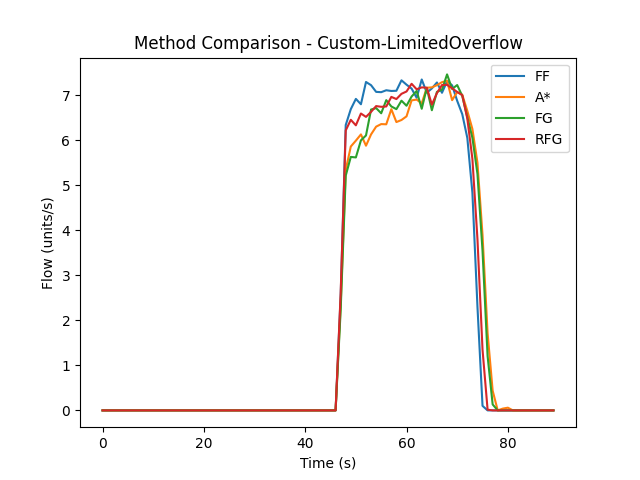 Method Comparison - Custom-LimitedOverflow
FF
A*
FG
RFG
Flow (units/s)
7
6
5
4
3
2
1
0
0 20 40 60 80
Time (s)